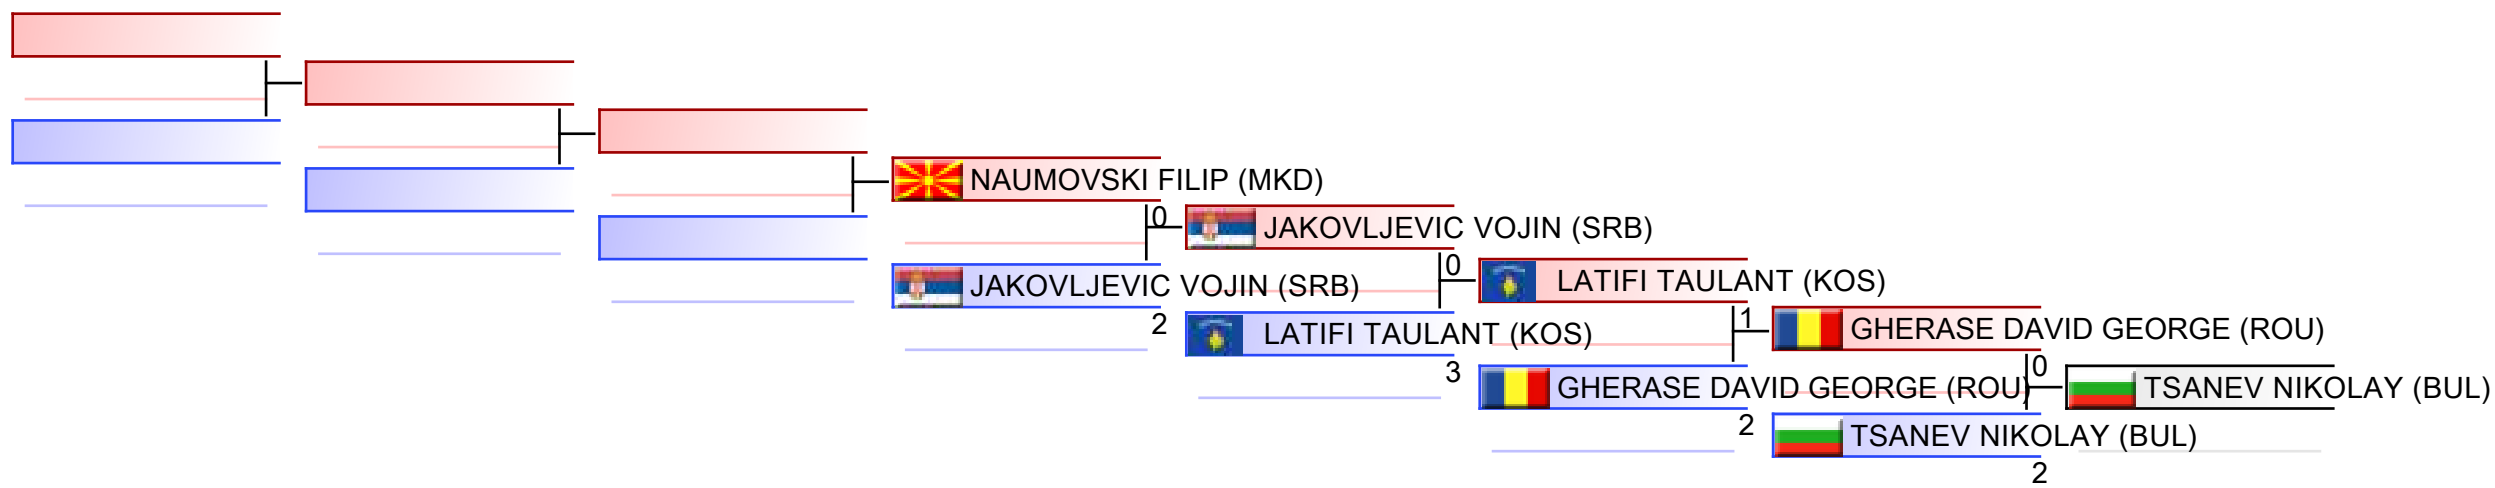 NAUMOVSKI FILIP (MKD)
0
JAKOVLJEVIC VOJIN (SRB)
2
JAKOVLJEVIC VOJIN (SRB)
0
LATIFI TAULANT (KOS)
3
LATIFI TAULANT (KOS)
1
GHERASE DAVID GEORGE (ROU)
2
GHERASE DAVID GEORGE (ROU)
0
TSANEV NIKOLAY (BUL)
2
TSANEV NIKOLAY (BUL)